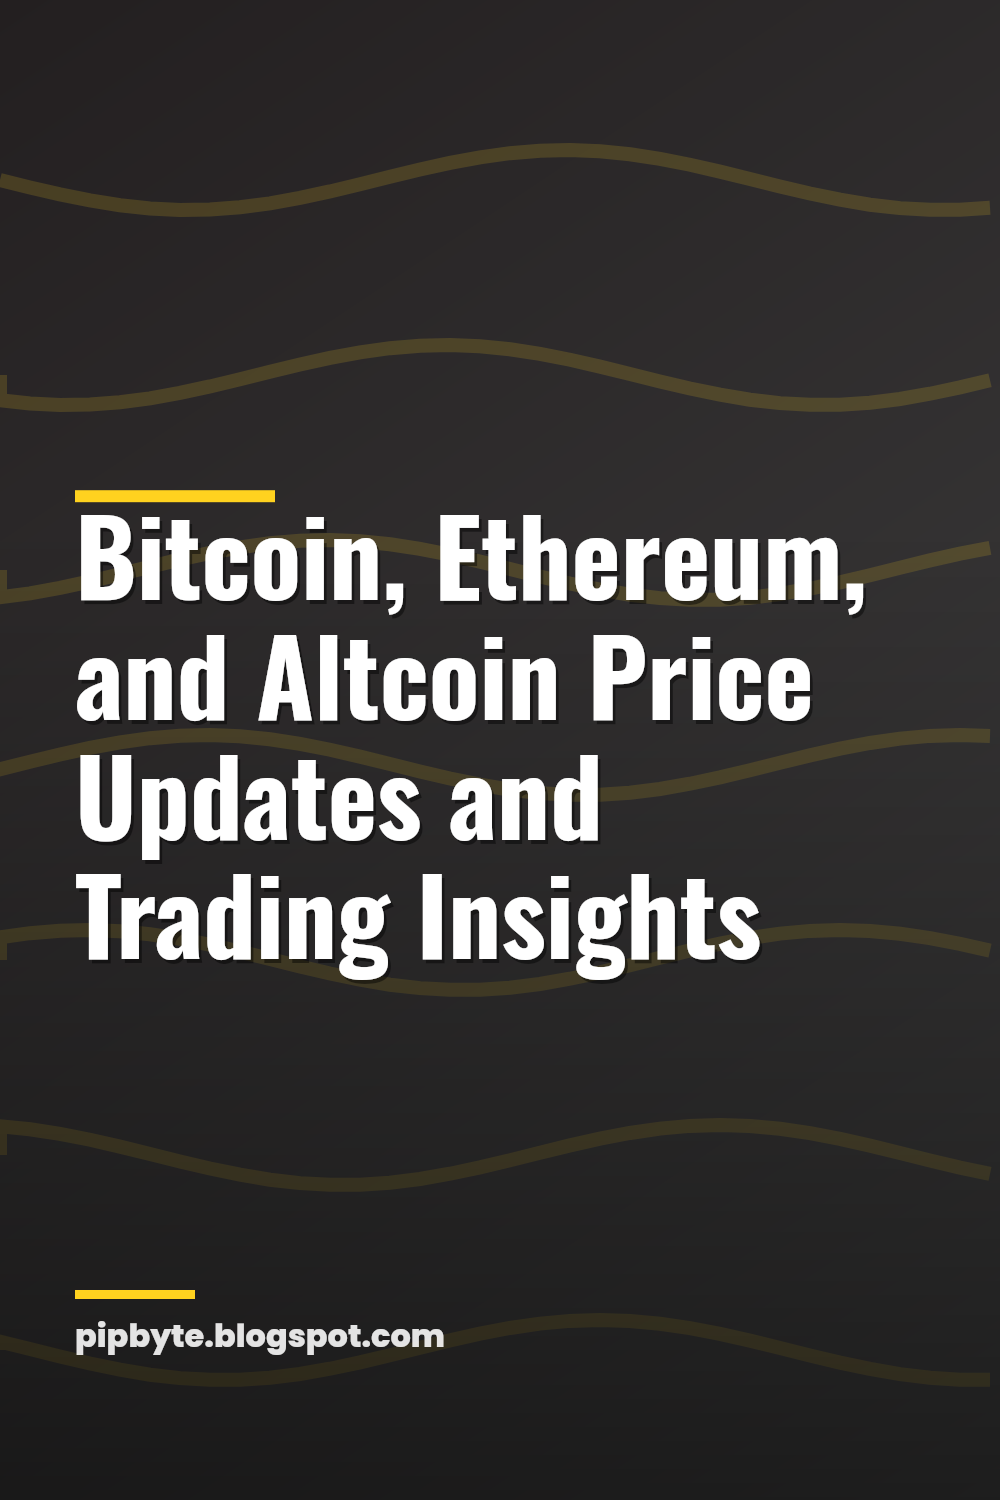 Bitcoin, Ethereum,
and Altcoin Price
Updates and
Trading Insights
pipbyte.blogspot.com